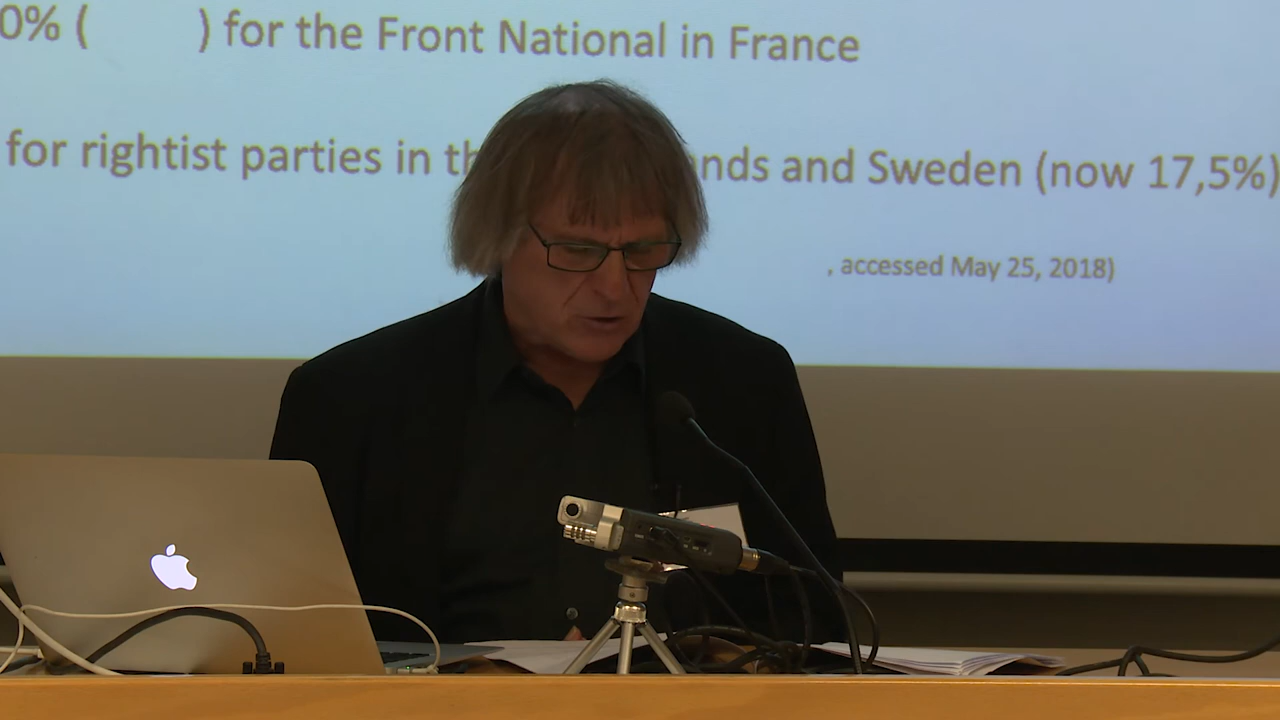 0% ( ) for the Front National in France
for rightist parties in th nds and Sweden (now 17,5%)
, accessed May 25, 2018)